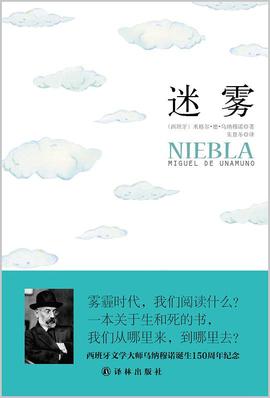 迷雾
（西班牙）米格尔·德·乌纳穆诺 著
朱景冬 译
NIEBLA
MIGUEL DE UNAMUNO
雾霾时代，我们阅读什么？
一本关于生和死的书，
我们从哪里来，到哪里去？
西班牙文学大师乌纳穆诺诞生150周年纪念
译林出版社